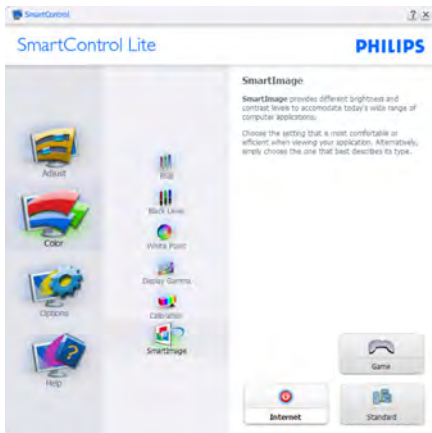 SmartControl
SmartControl Lite
PHILIPS
SmartImage
SmartImage provides different brightness and
contrast levels to accomodate today's wide range of
computer applications.
Choose the setting that is most comfortable or
efficient when viewing your application. Alternatively,
simply choose the one that best describes its type.
Adjust
Color
Options
Help
RGB
Black Level
White Point
Display Gamma
Calibration
SmartImage
Game
Internet
Standard